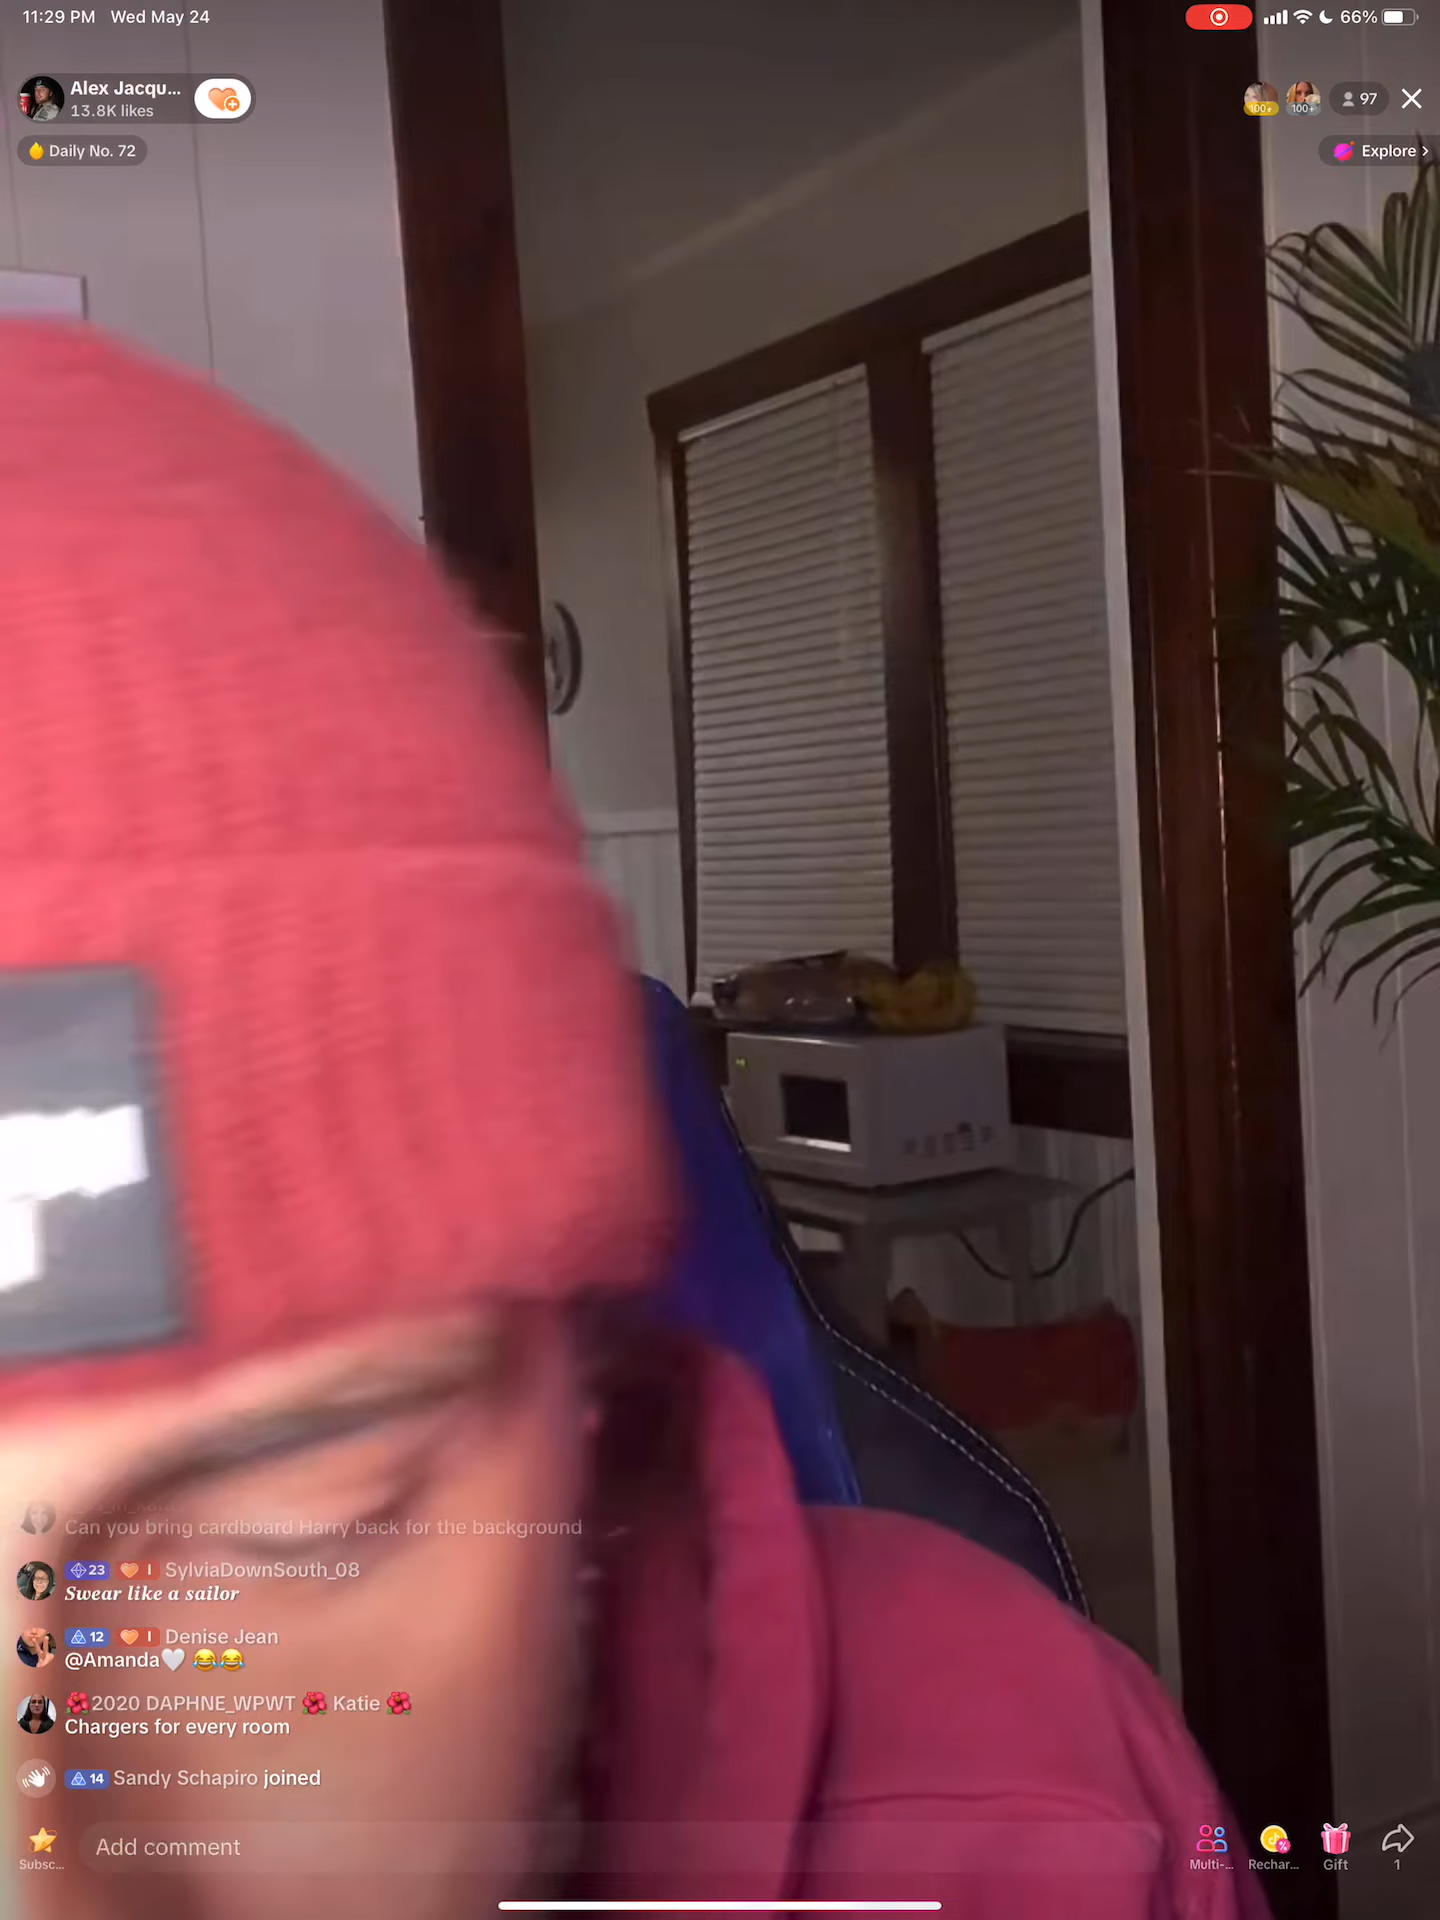 11:29 PM Wed May 24
66%
Alex Jacqu...
13.8K likes
100+
100+
97
Daily No. 72
Explore >
Can you bring cardboard Harry back for the background
23 I SylviaDownSouth_08
Swear like a sailor
12 I Denise Jean
@Amanda🤍 😂😂
🌺2020 DAPHNE_WPWT 🌺 Katie 🌺
Chargers for every room
14 Sandy Schapiro joined
Subsc...
Add comment
Multi-...
Rechar...
Gift
1